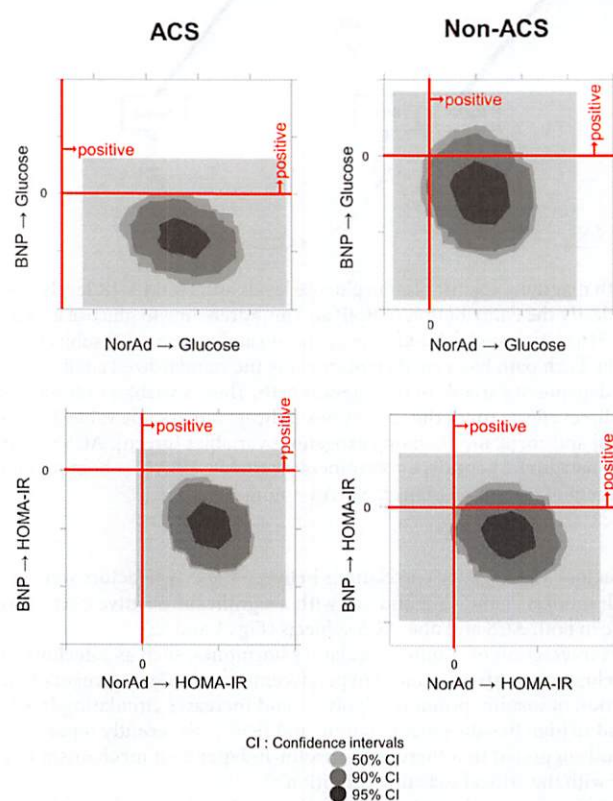 ACS
Non-ACS
positive
positive
BNP → Glucose
0
NorAd → Glucose
positive
positive
BNP → Glucose
0
0
NorAd → Glucose
positive
positive
BNP → HOMA-IR
0
0
NorAd → HOMA-IR
positive
positive
BNP → HOMA-IR
0
0
NorAd → HOMA-IR
CI : Confidence intervals
50% CI
90% CI
95% CI